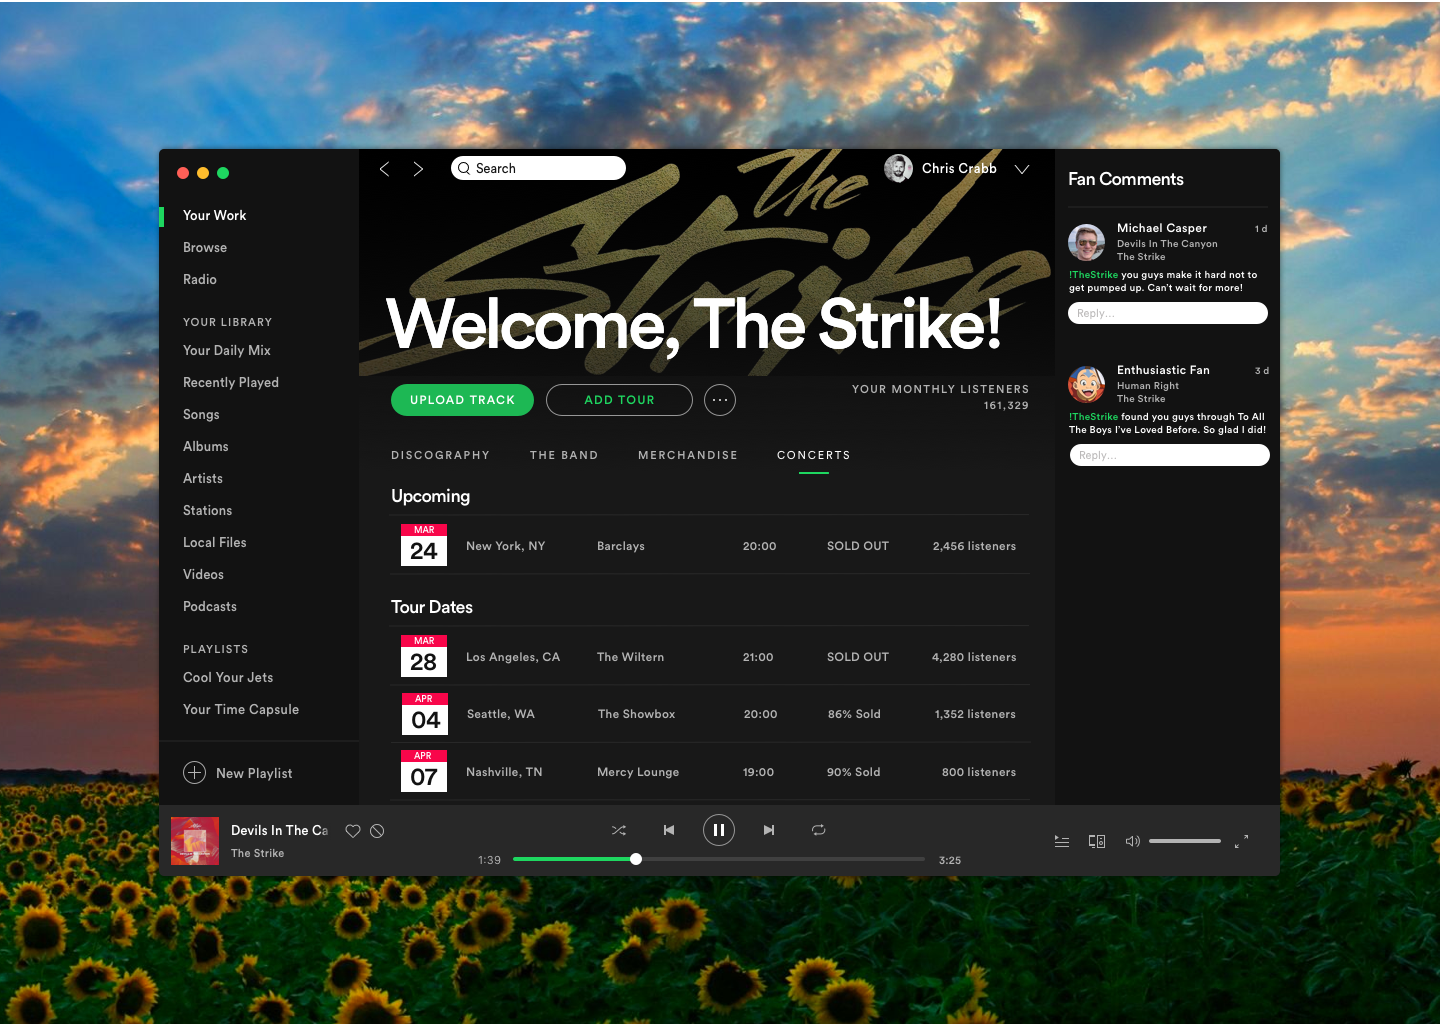 Search
Chris Crabb
The
Strike
Welcome, The Strike!
Your Work
Browse
Radio
YOUR LIBRARY
Your Daily Mix
Recently Played
Songs
Albums
Artists
Stations
Local Files
Videos
Podcasts
PLAYLISTS
Cool Your Jets
Your Time Capsule
New Playlist
UPLOAD TRACK
ADD TOUR
YOUR MONTHLY LISTENERS
161,329
DISCOGRAPHY THE BAND MERCHANDISE CONCERTS
Upcoming
MAR
24 New York, NY Barclays 20:00 SOLD OUT 2,456 listeners
Tour Dates
MAR
28 Los Angeles, CA The Wiltern 21:00 SOLD OUT 4,280 listeners
APR
04 Seattle, WA The Showbox 20:00 86% Sold 1,352 listeners
APR
07 Nashville, TN Mercy Lounge 19:00 90% Sold 800 listeners
Fan Comments
Michael Casper 1 d
Devils In The Canyon
The Strike
!TheStrike you guys make it hard not to
get pumped up. Can't wait for more!
Reply...
Enthusiastic Fan 3 d
Human Right
The Strike
!TheStrike found you guys through To All
The Boys I've Loved Before. So glad I did!
Reply...
Devils In The Ca
The Strike
1:39
3:25